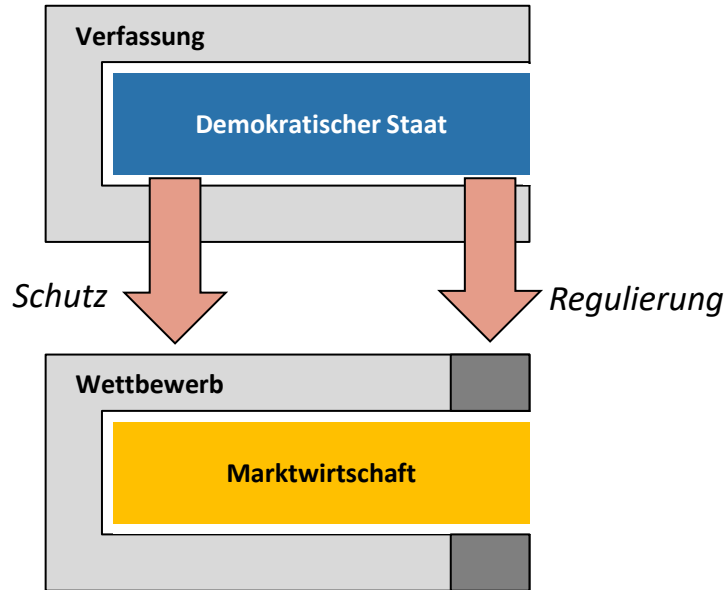 Verfassung
Demokratischer Staat
Schutz
Regulierung
Wettbewerb
Marktwirtschaft